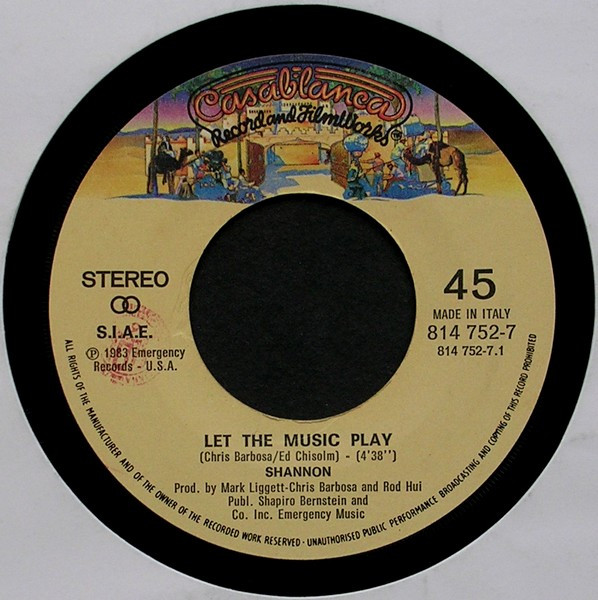 Casablanca
Record and FilmWorks
STEREO
S.I.A.E.
℗ 1983 Emergency
Records - U.S.A.
45
MADE IN ITALY
814 752-7
814 752-7.1
LET THE MUSIC PLAY
(Chris Barbosa/Ed Chisolm) - (4'38'')
SHANNON
Prod. by Mark Liggett-Chris Barbosa and Rod Hui
Publ. Shapiro Bernstein and
Co. Inc. Emergency Music
ALL RIGHTS OF THE MANUFACTURER AND OF THE OWNER OF THE RECORDED WORK RESERVED - UNAUTHORISED PUBLIC PERFORMANCE BROADCASTING AND COPYING OF THIS RECORD PROHIBITED